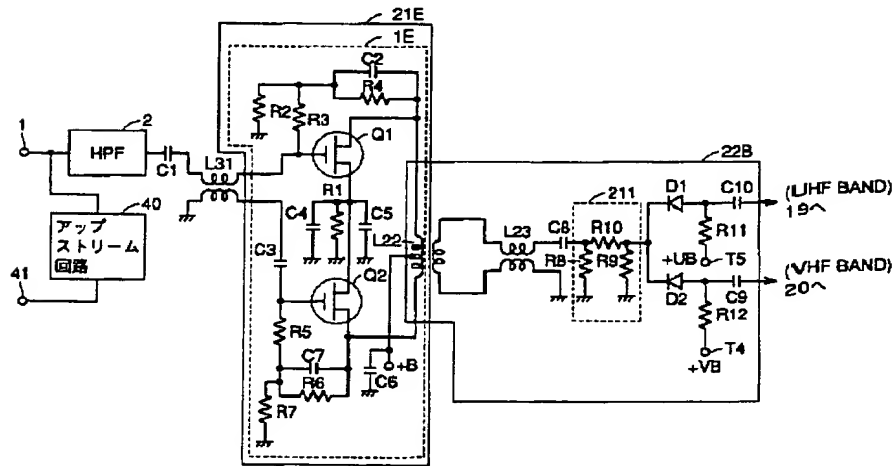 21E
1E
C2
R4
R2
R3
1
2
HPF
C1
L31
Q1
22B
40
アップ
ストリーム
回路
41
C3
C4
R1
C5
L22
Q2
R5
C7
R6
R7
C6
+B
L23
C8
211
R10
R8
R9
D1
C10
(UHF BAND)
19へ
R11
+UB
T5
D2
C9
(VHF BAND)
20へ
R12
T4
+VB